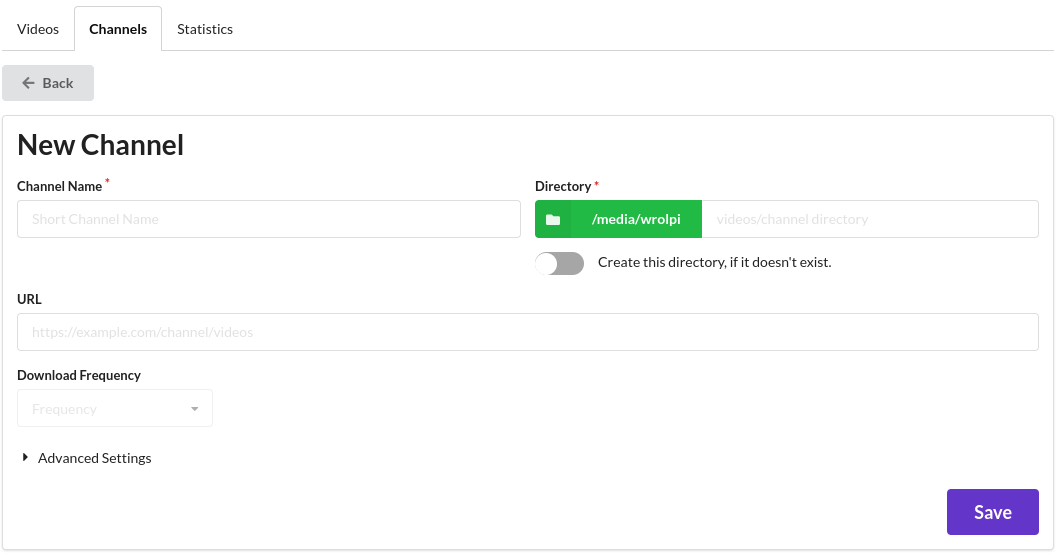 Videos Channels Statistics
Back
New Channel
Channel Name *
Directory *
Short Channel Name
/media/wrolpi videos/channel directory
Create this directory, if it doesn't exist.
URL
https://example.com/channel/videos
Download Frequency
Frequency
Advanced Settings
Save